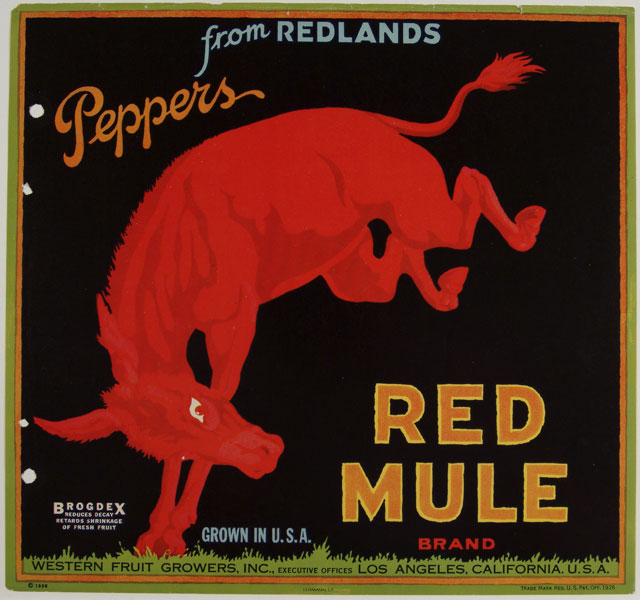 from REDLANDS
Peppers
RED
MULE
BRAND
BROGDEX
REDUCES DECAY
RETARDS SHRINKAGE
OF FRESH FRUIT
GROWN IN U.S.A.
WESTERN FRUIT GROWERS, INC., EXECUTIVE OFFICES LOS ANGELES, CALIFORNIA. U.S.A.
TRADE MARK REG. U.S. PAT. OFF. 1926